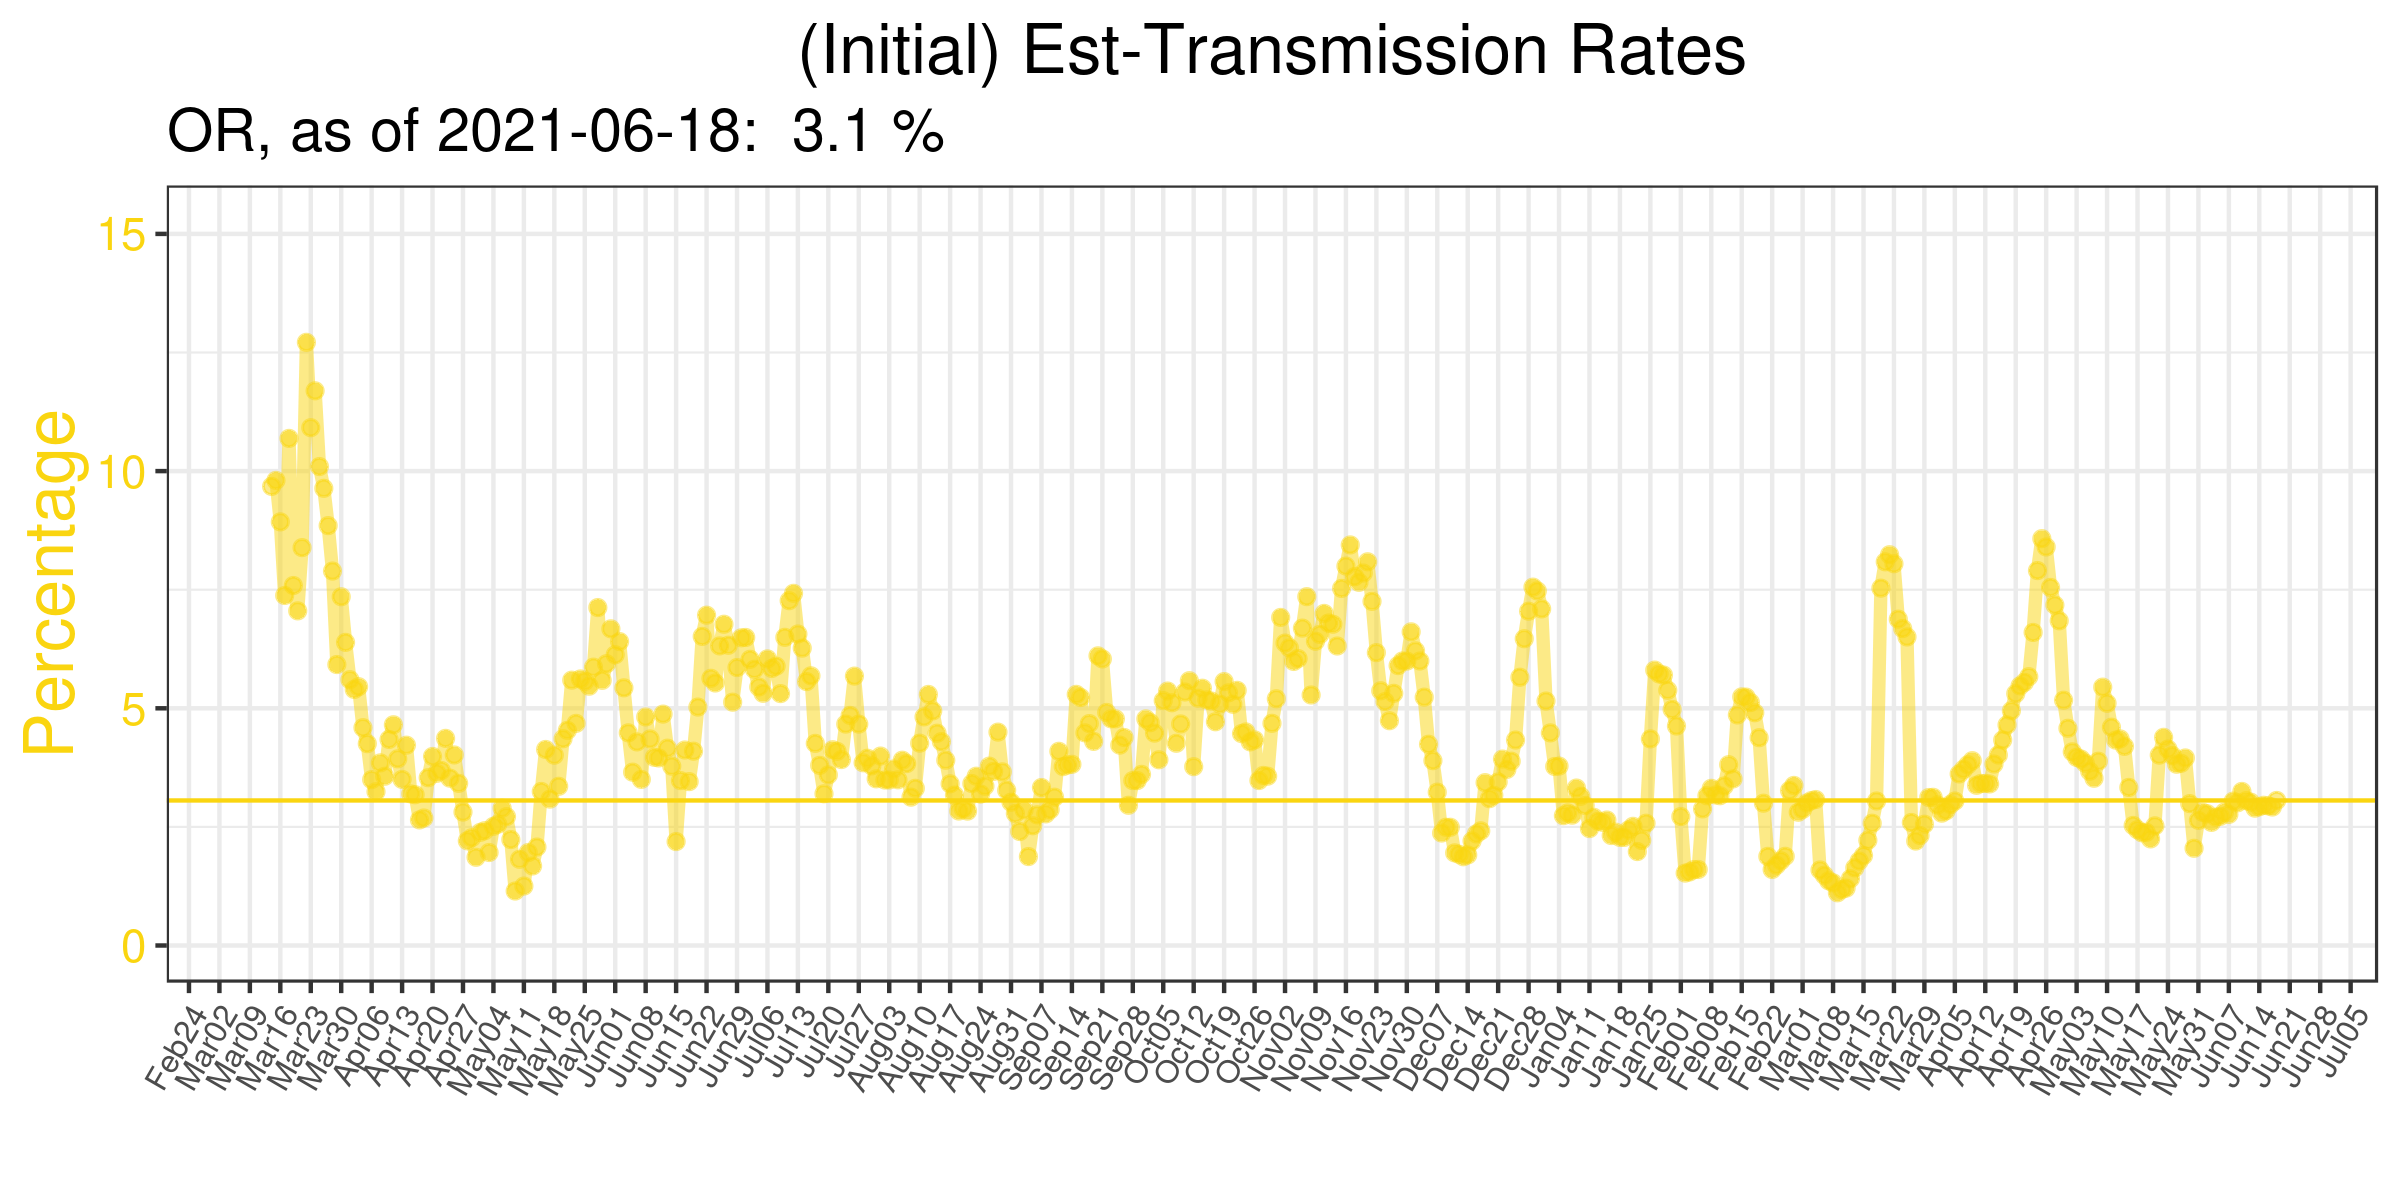 (Initial) Est-Transmission Rates
OR, as of 2021-06-18:  3.1 %
Percentage
15
10
5
0
Feb24
Mar02
Mar09
Mar16
Mar23
Mar30
Apr06
Apr13
Apr20
Apr27
May04
May11
May18
May25
Jun01
Jun08
Jun15
Jun22
Jun29
Jul06
Jul13
Jul20
Jul27
Aug03
Aug10
Aug17
Aug24
Aug31
Sep07
Sep14
Sep21
Sep28
Oct05
Oct12
Oct19
Oct26
Nov02
Nov09
Nov16
Nov23
Nov30
Dec07
Dec14
Dec21
Dec28
Jan04
Jan11
Jan18
Jan25
Feb01
Feb08
Feb15
Feb22
Mar01
Mar08
Mar15
Mar22
Mar29
Apr05
Apr12
Apr19
Apr26
May03
May10
May17
May24
May31
Jun07
Jun14
Jun21
Jun28
Jul05